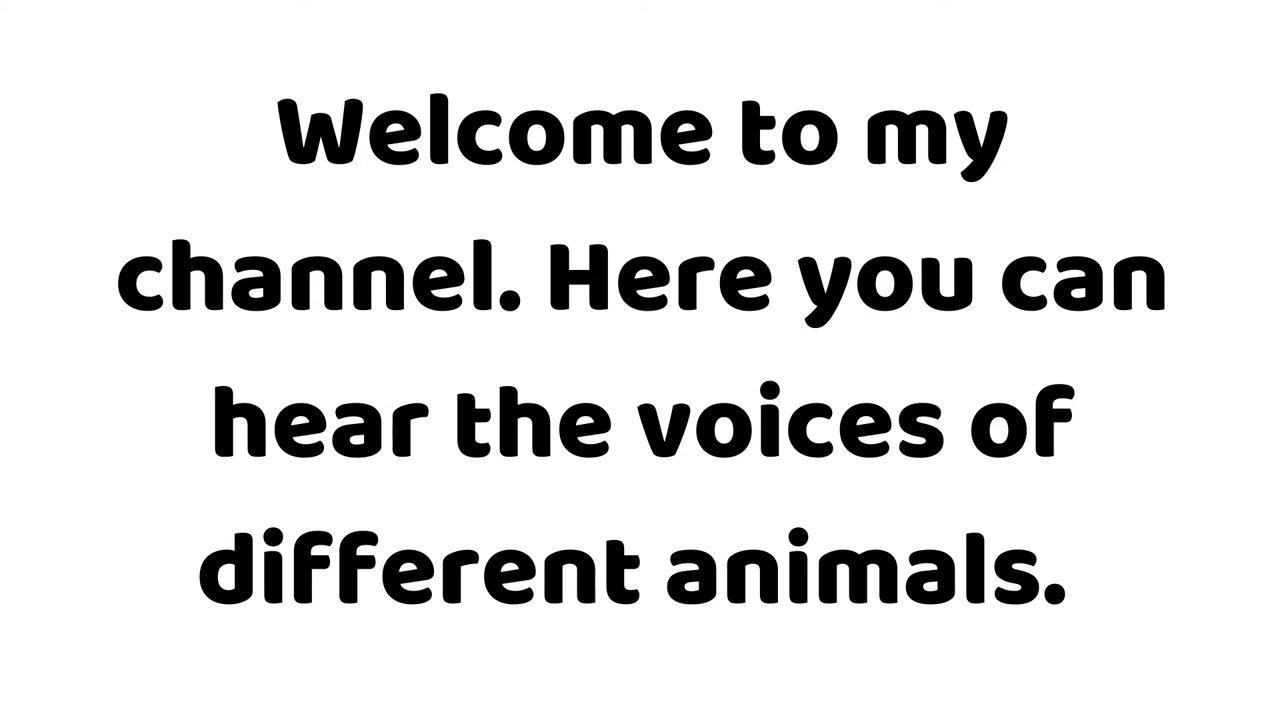 Welcome to my
channel. Here you can
hear the voices of
different animals.